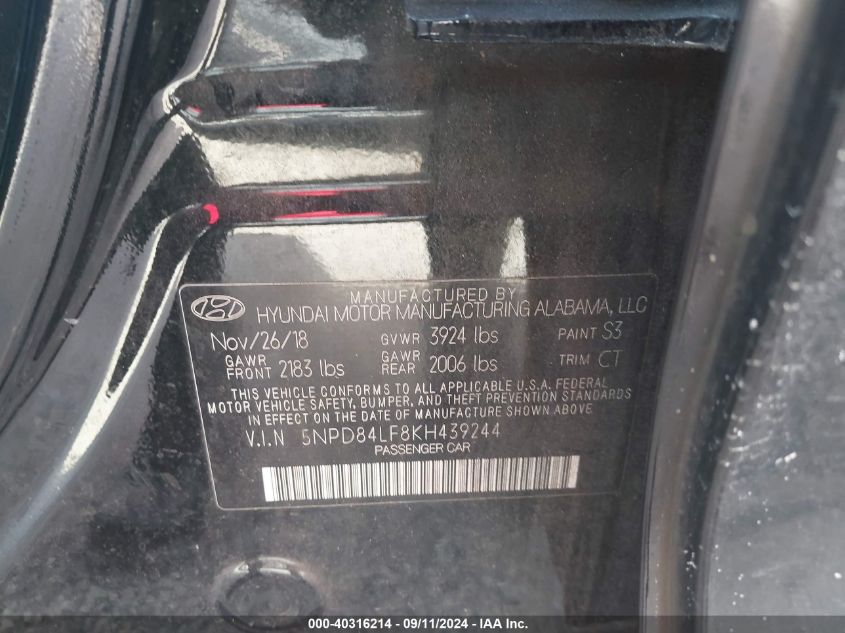 MANUFACTURED BY
HYUNDAI MOTOR MANUFACTURING ALABAMA, LLC
Nov/26/18 GVWR 3924 lbs PAINT S3
GAWR FRONT 2183 lbs GAWR REAR 2006 lbs TRIM CT
THIS VEHICLE CONFORMS TO ALL APPLICABLE U.S.A. FEDERAL
MOTOR VEHICLE SAFETY, BUMPER, AND THEFT PREVENTION STANDARDS
IN EFFECT ON THE DATE OF MANUFACTURE SHOWN ABOVE.
V.I.N 5NPD84LF8KH439244
PASSENGER CAR
000-40316214 - 09/11/2024 - IAA Inc.